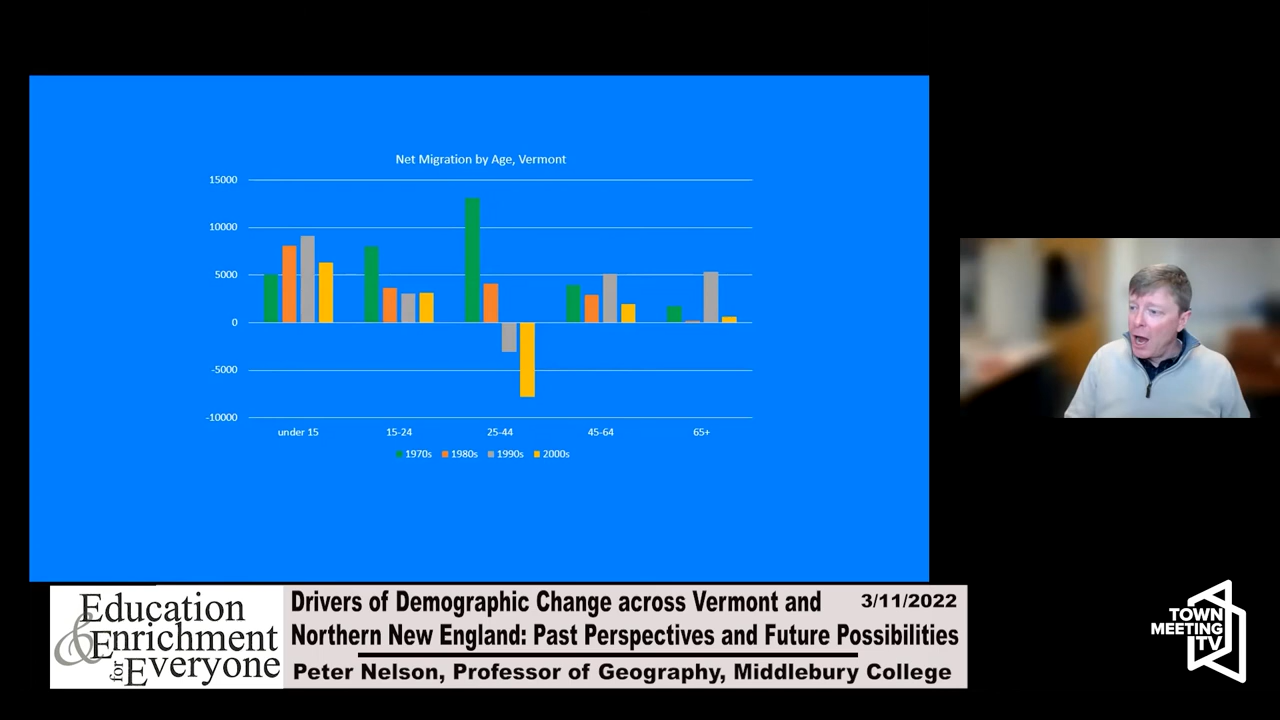 Net Migration by Age, Vermont
15000
10000
5000
0
-5000
-10000
under 15
15-24
25-44
45-64
65+
1970s
1980s
1990s
2000s
Education
& Enrichment
for Everyone
Drivers of Demographic Change across Vermont and
3/11/2022
Northern New England: Past Perspectives and Future Possibilities
Peter Nelson, Professor of Geography, Middlebury College
TOWN
MEETING
TV